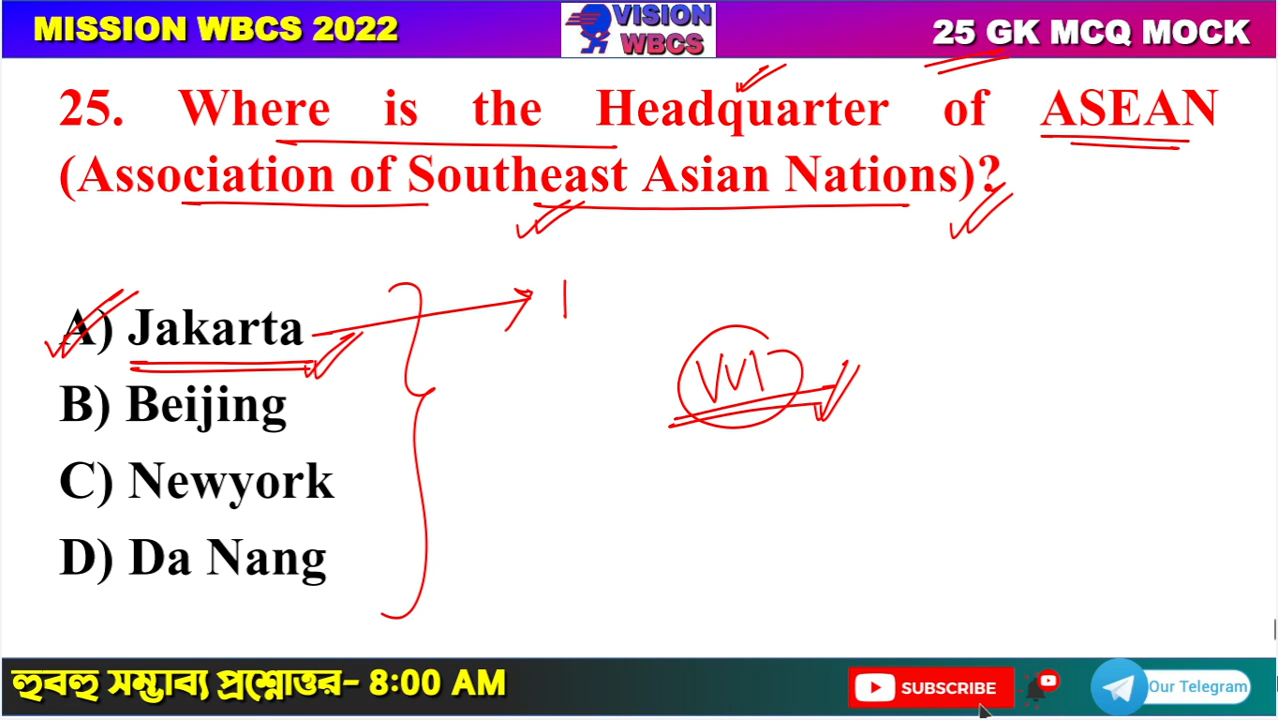 MISSION WBCS 2022
VISION
WBCS
25 GK MCQ MOCK
25. Where is the Headquarter of ASEAN
(Association of Southeast Asian Nations)?
A) Jakarta
B) Beijing
C) Newyork
D) Da Nang
হুবহু সম্ভাব্য প্রশ্নোত্তর- 8:00 AM
SUBSCRIBE
Our Telegram